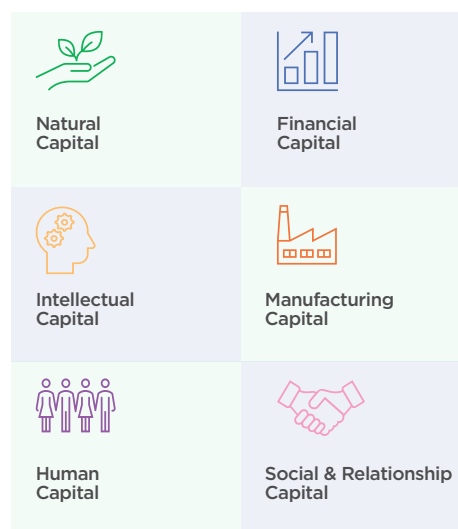 Natural
Capital
Financial
Capital
Intellectual
Capital
Manufacturing
Capital
Human
Capital
Social & Relationship
Capital